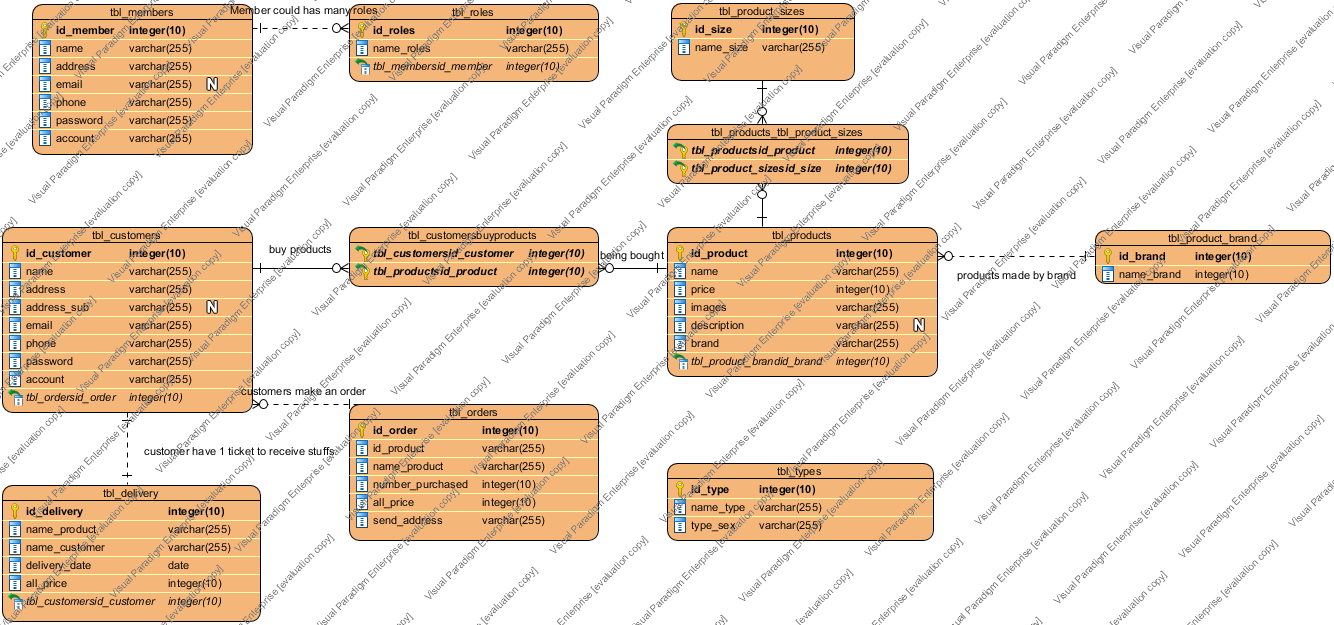 tbl_members
id_member integer(10)
name varchar(255)
address varchar(255)
email varchar(255) N
phone varchar(255)
password varchar(255)
account varchar(255)
Member could has many roles
tbl_roles
id_roles integer(10)
name_roles varchar(255)
tbl_membersid_member integer(10)
tbl_product_sizes
id_size integer(10)
name_size varchar(255)
tbl_products_tbl_product_sizes
tbl_productsid_product integer(10)
tbl_product_sizesid_size integer(10)
tbl_customers
id_customer integer(10)
name varchar(255)
address varchar(255)
address_sub varchar(255) N
email varchar(255)
phone varchar(255)
password varchar(255)
account varchar(255)
tbl_ordersid_order integer(10)
buy products
tbl_customersbuyproducts
tbl_customersid_customer integer(10)
tbl_productsid_product integer(10)
being bought
tbl_products
id_product integer(10)
name varchar(255)
price integer(10)
images varchar(255)
description varchar(255) N
brand varchar(255)
tbl_product_brandid_brand integer(10)
products made by brand
tbl_product_brand
id_brand integer(10)
name_brand integer(10)
customers make an order
tbl_orders
id_order integer(10)
id_product varchar(255)
name_product varchar(255)
number_purchased integer(10)
all_price integer(10)
send_address varchar(255)
customer have 1 ticket to receive stuffs
tbl_delivery
id_delivery integer(10)
name_product varchar(255)
name_customer varchar(255)
delivery_date date
all_price integer(10)
tbl_customersid_customer integer(10)
tbl_types
id_type integer(10)
name_type varchar(255)
type_sex varchar(255)
Visual Paradigm Enterprise [evaluation copy]